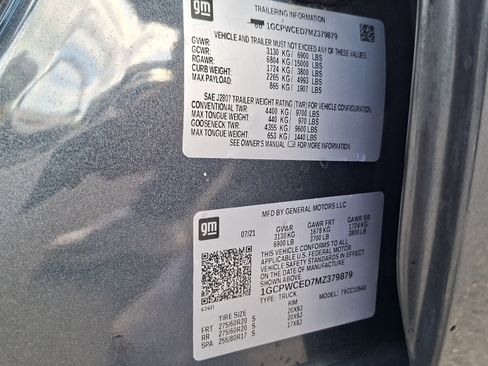 gm
TRAILERING INFORMATION
1GCPWCED7MZ379879
VEHICLE AND TRAILER MUST NOT EXCEED ANY OF THESE VALUES
GVWR: 3130 KG/ 6900 LBS
GCWR: 6804 KG/ 15000 LBS
RGAWR: 1724 KG/ 3800 LBS
CURB WEIGHT: 2265 KG/ 4993 LBS
MAX PAYLOAD: 865 KG/ 1907 LBS
SAE J2807 TRAILER WEIGHT RATING (TWR) FOR VEHICLE CONFIGURATION.
CONVENTIONAL TWR: 4400 KG/ 9700 LBS
MAX TONGUE WEIGHT: 440 KG/ 970 LBS
GOOSENECK TWR: 4355 KG/ 9600 LBS
MAX TONGUE WEIGHT: 653 KG/ 1440 LBS
SEE OWNER'S MANUAL FOR MORE INFORMATION
gm
MFD BY GENERAL MOTORS LLC
07/21 GVWR GAWR FRT GAWR RR
3130 KG 1678 KG 1724 KG
6900 LB 3700 LB 3800 LB
THIS VEHICLE CONFORMS TO ALL
APPLICABLE U.S. FEDERAL MOTOR
VEHICLE SAFETY AND THEFT
PREVENTION STANDARDS IN EFFECT
ON THE DATE OF MANUFACTURE
SHOWN ABOVE.
1GCPWCED7MZ379879
TYPE: TRUCK MODEL:
TIRE SIZE RIM
FRT 275/60R20 S 20X9J
RR 275/60R20 S 20X9J
SPA 255/80R17 S 17X8J